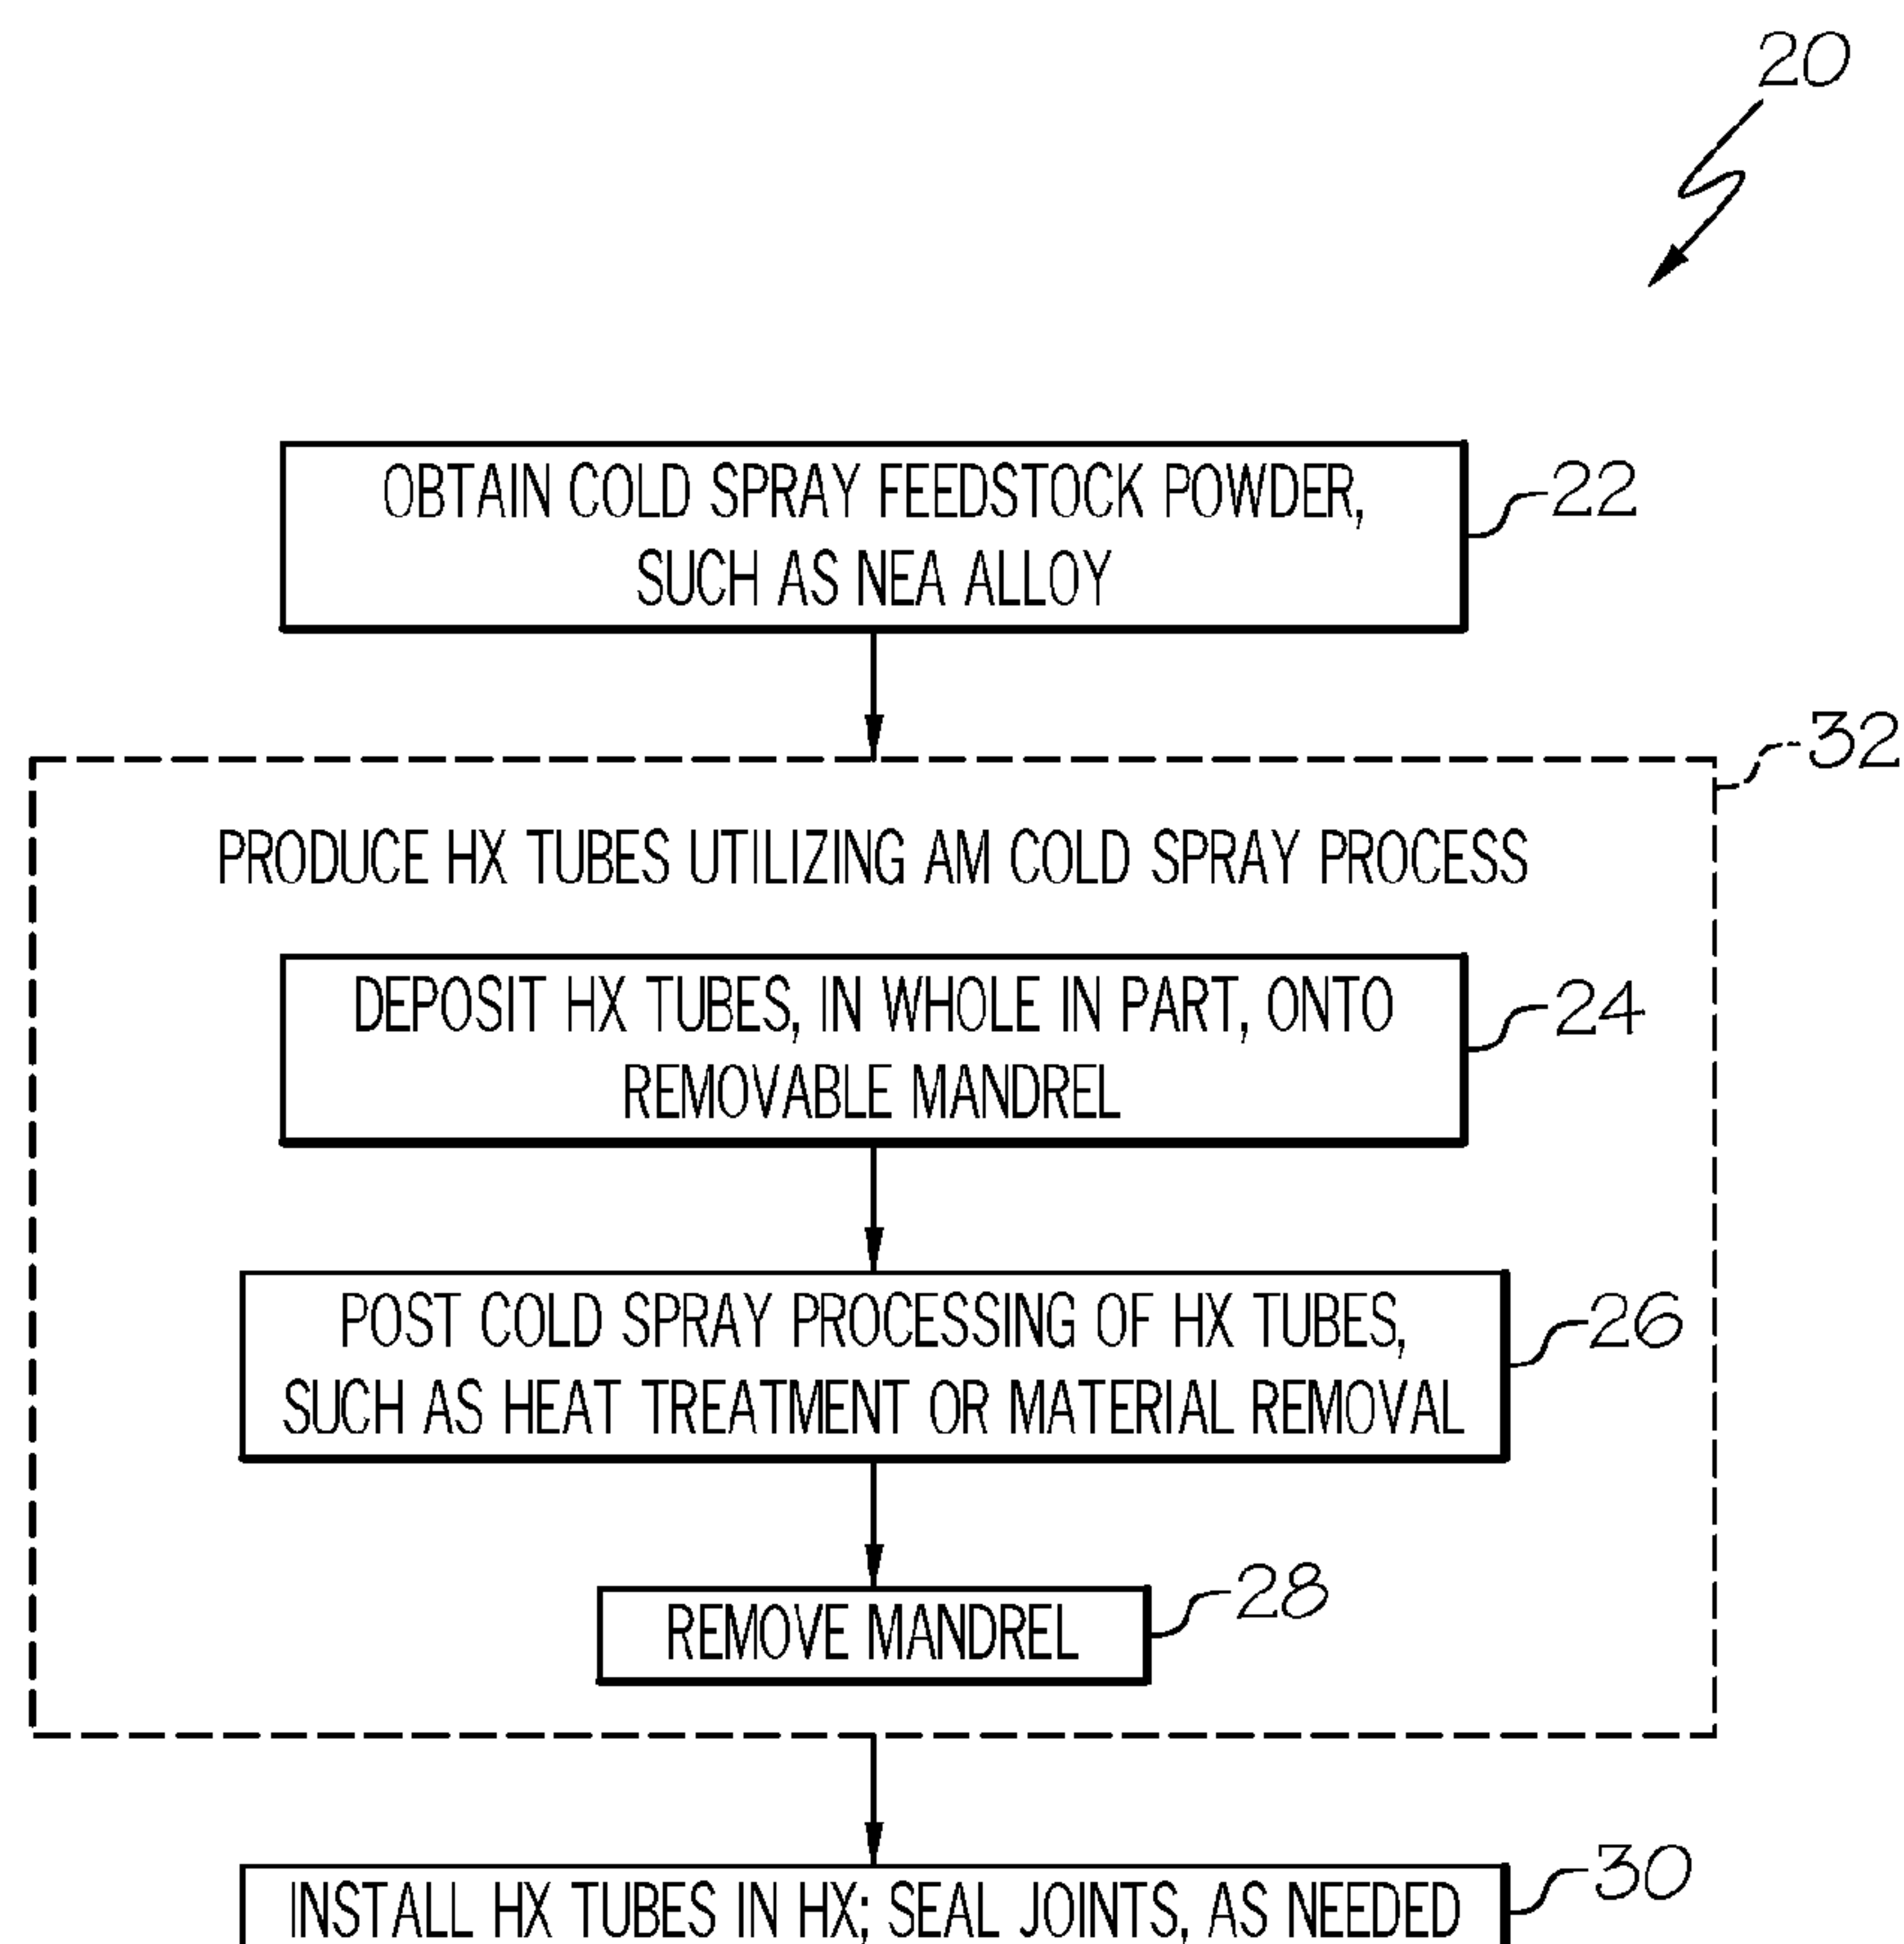 20
OBTAIN COLD SPRAY FEEDSTOCK POWDER,
SUCH AS NEA ALLOY
22
32
PRODUCE HX TUBES UTILIZING AM COLD SPRAY PROCESS
DEPOSIT HX TUBES, IN WHOLE IN PART, ONTO
REMOVABLE MANDREL
24
POST COLD SPRAY PROCESSING OF HX TUBES,
SUCH AS HEAT TREATMENT OR MATERIAL REMOVAL
26
REMOVE MANDREL
28
INSTALL HX TUBES IN HX; SEAL JOINTS, AS NEEDED
30